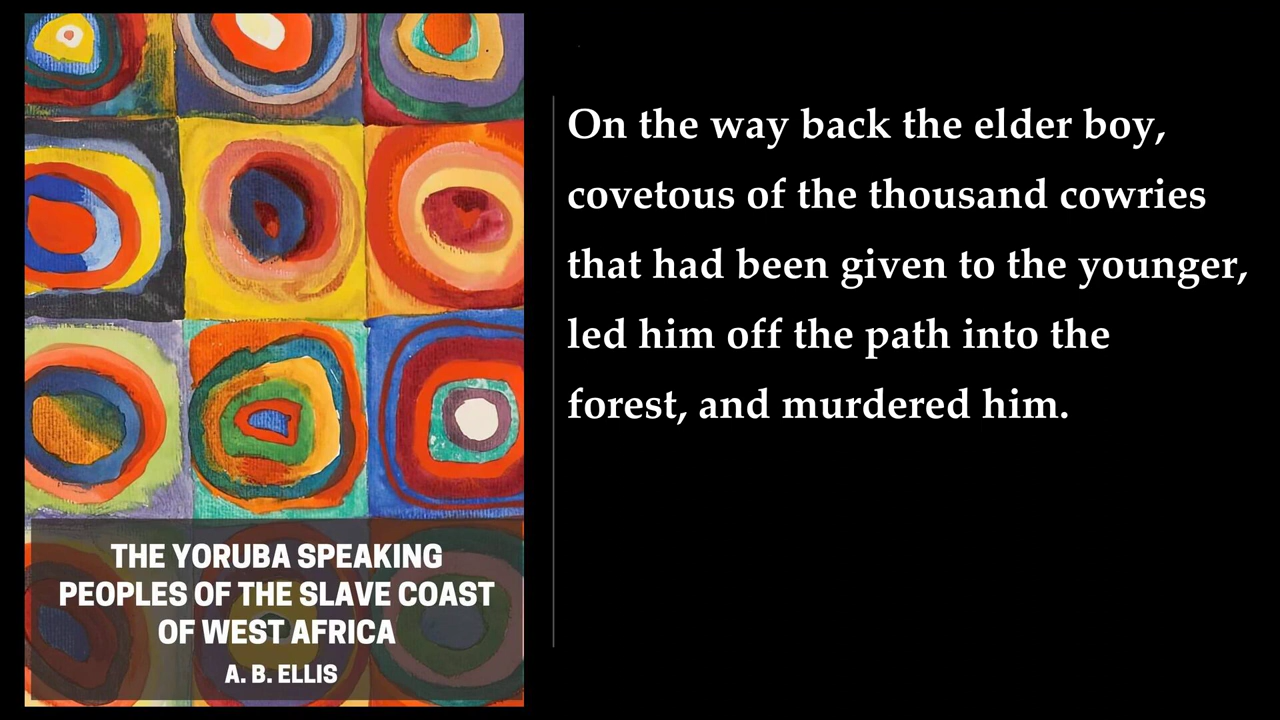 On the way back the elder boy,
covetous of the thousand cowries
that had been given to the younger,
led him off the path into the
forest, and murdered him.
THE YORUBA SPEAKING
PEOPLES OF THE SLAVE COAST
OF WEST AFRICA
A. B. ELLIS